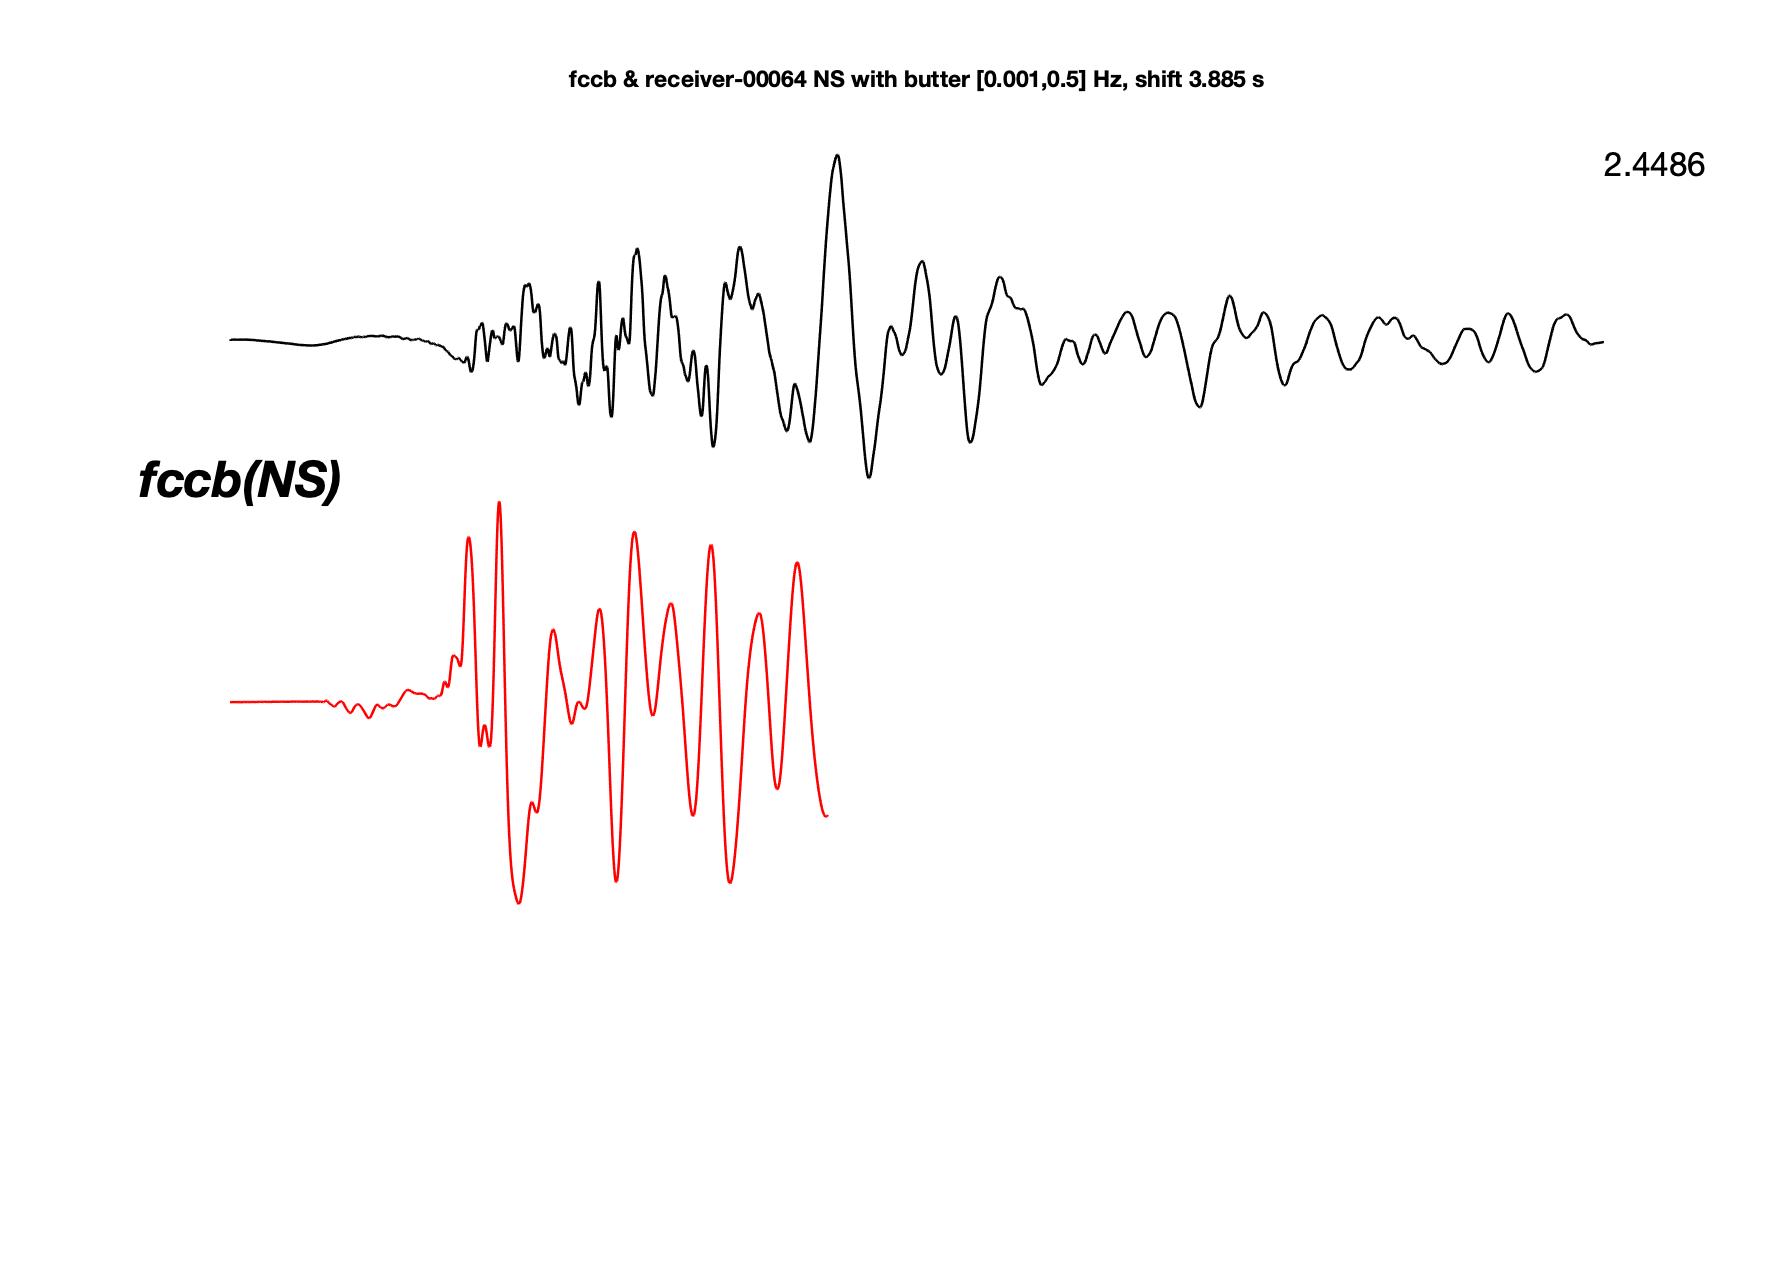 fccb & receiver-00064 NS with butter [0.001,0.5] Hz, shift 3.885 s
2.4486
fccb(NS)